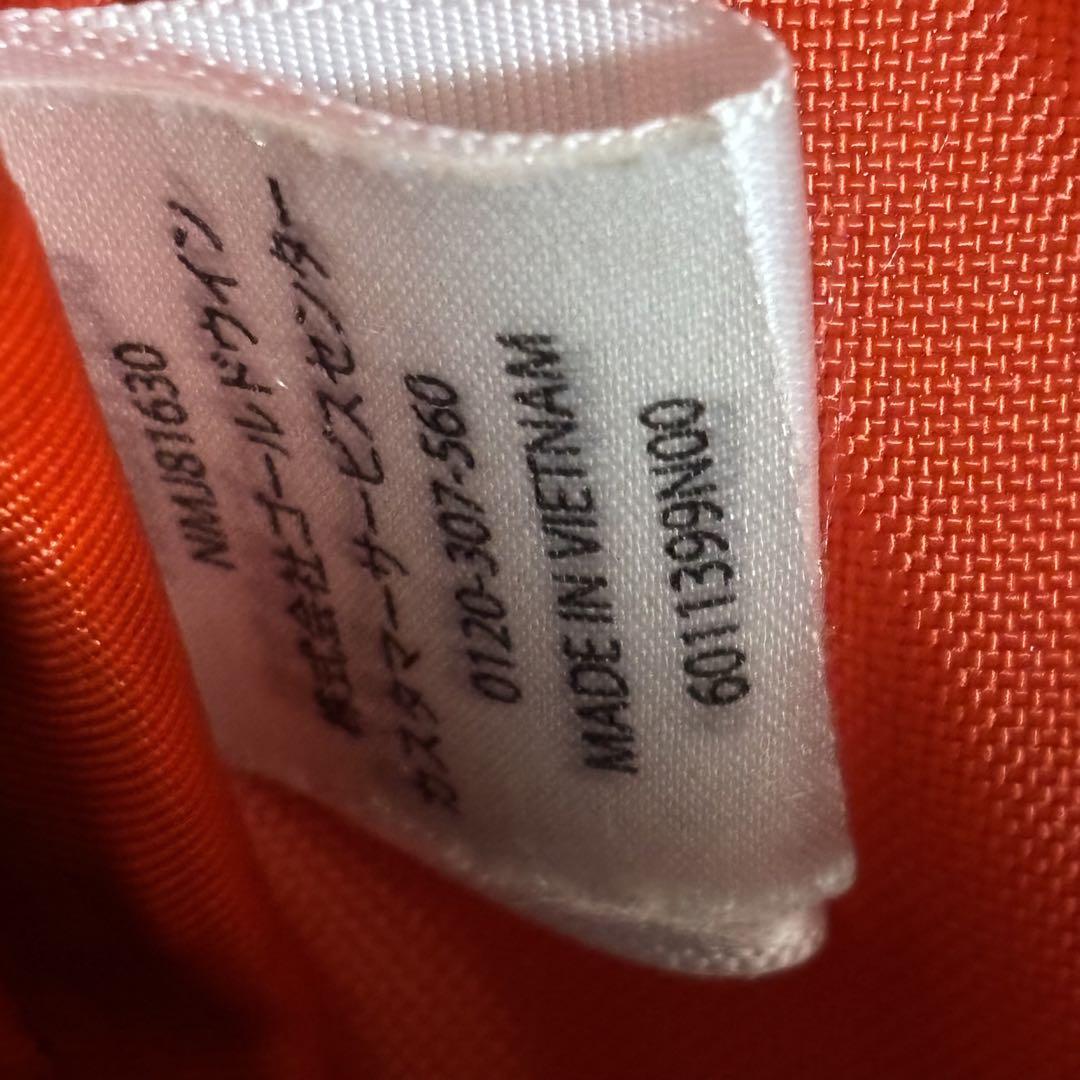 NMJ81630
株式会社ゴールドウイン
カスタマーサービスセンター
0120-307-560
MADE IN VIETNAM
601139N00